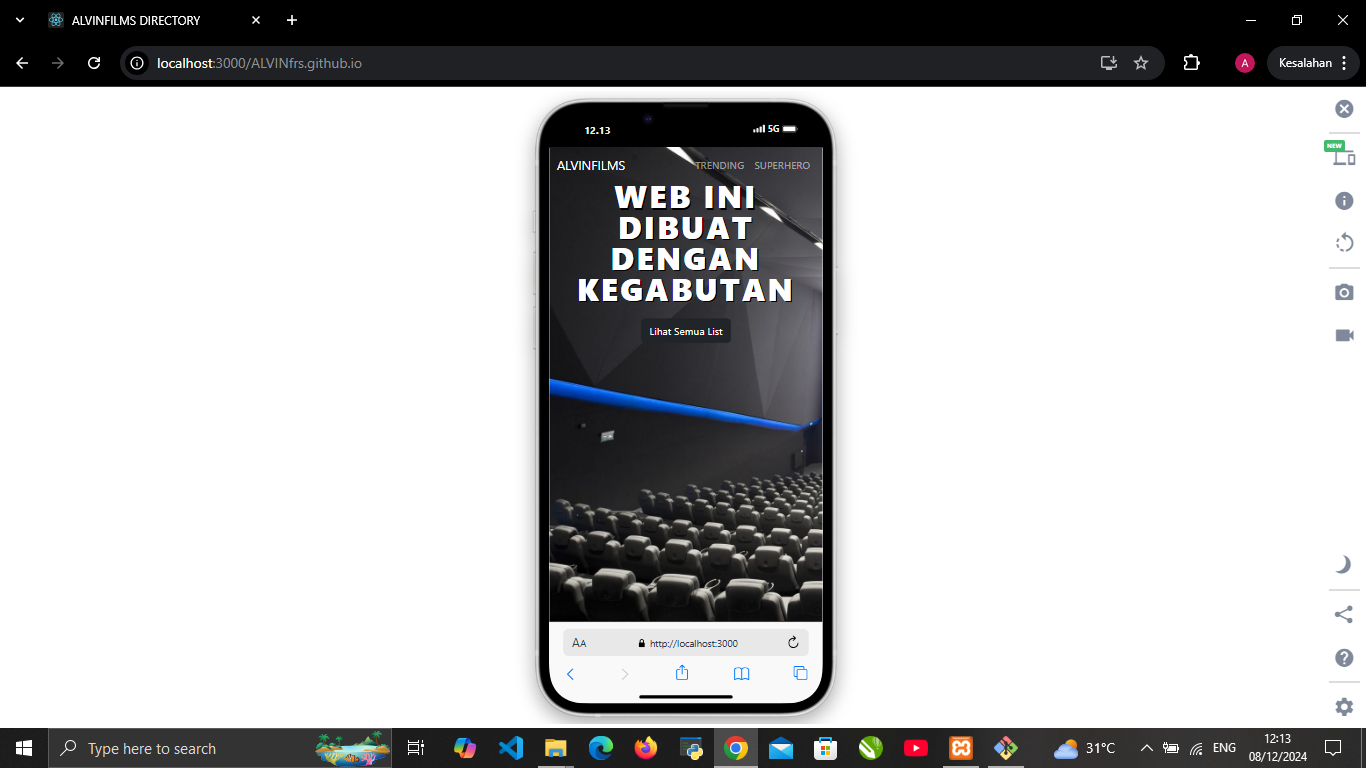 ALVINFILMS DIRECTORY
localhost:3000/ALVINfrs.github.io
A
Kesalahan
12.13
5G
ALVINFILMS
TRENDING
SUPERHERO
WEB INI
DIBUAT
DENGAN
KEGABUTAN
Lihat Semua List
AA
http://localhost:3000
NEW
Type here to search
31°C
ENG
12:13
08/12/2024